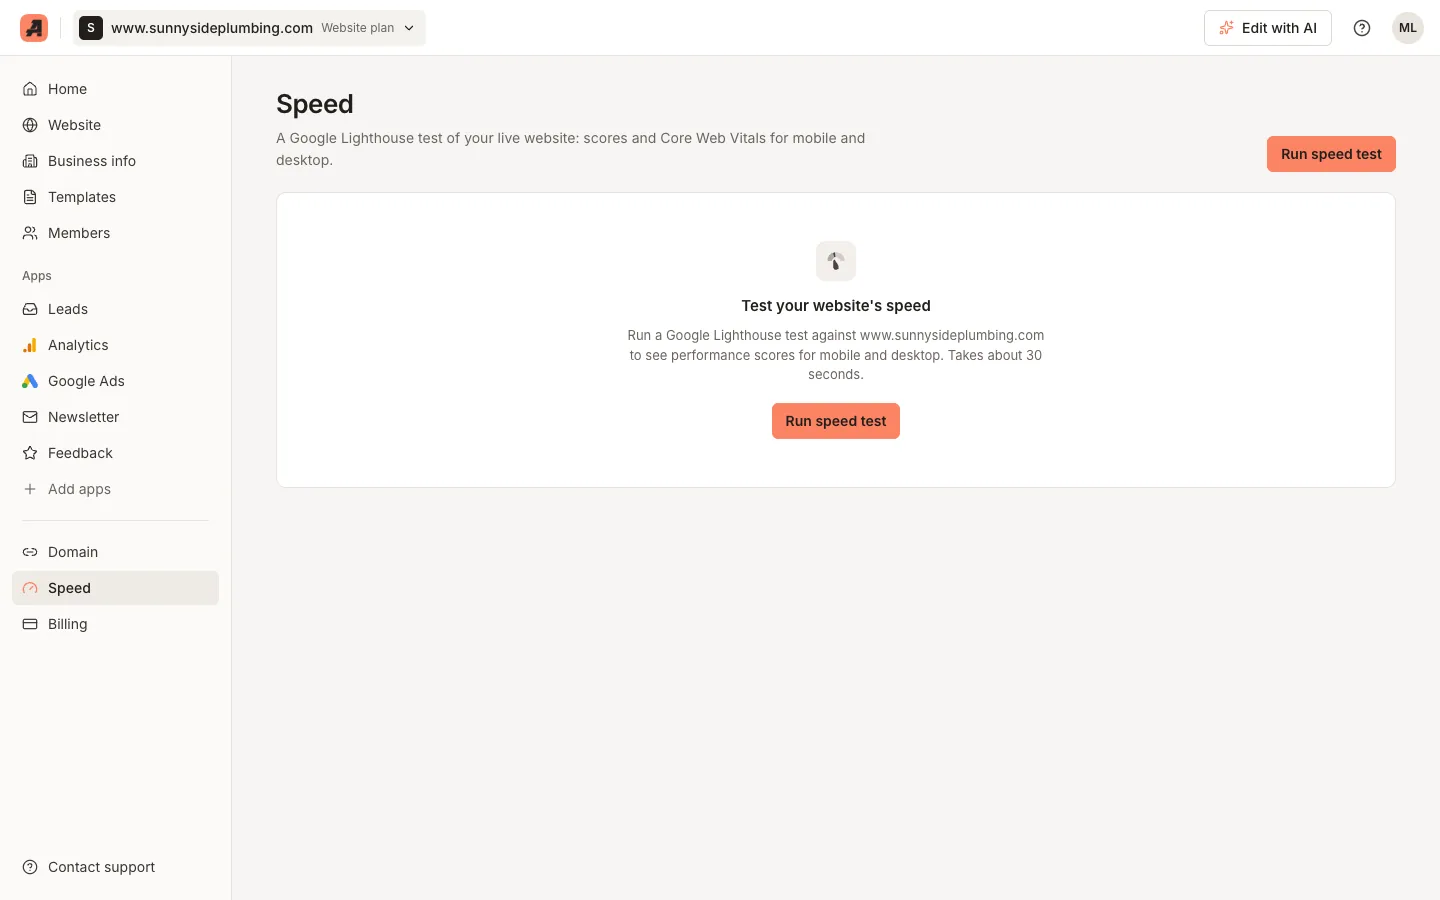 S www.sunnysideplumbing.com Website plan
Edit with AI
ML
Home
Website
Business info
Templates
Members
Apps
Leads
Analytics
Google Ads
Newsletter
Feedback
Add apps
Domain
Speed
Billing
Contact support
Speed
A Google Lighthouse test of your live website: scores and Core Web Vitals for mobile and
desktop.
Run speed test
Test your website's speed
Run a Google Lighthouse test against www.sunnysideplumbing.com
to see performance scores for mobile and desktop. Takes about 30
seconds.
Run speed test